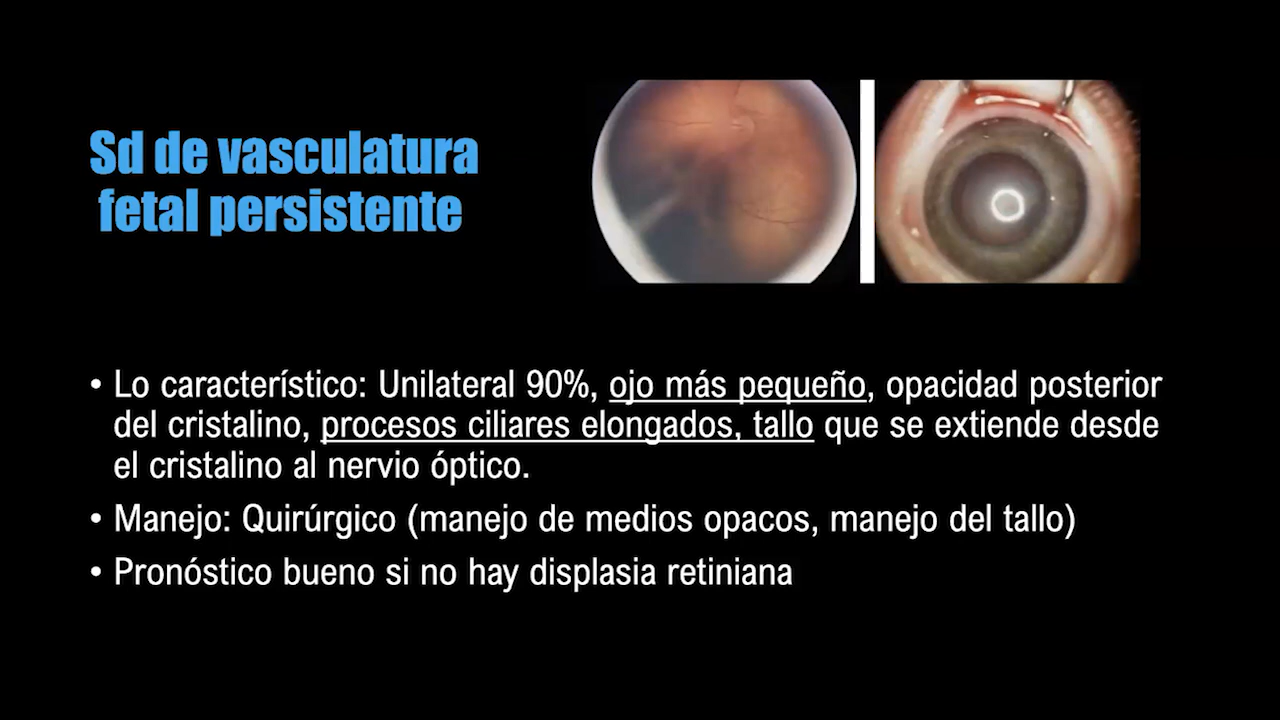 Sd de vasculatura
fetal persistente
• Lo característico: Unilateral 90%, ojo más pequeño, opacidad posterior
del cristalino, procesos ciliares elongados, tallo que se extiende desde
el cristalino al nervio óptico.
• Manejo: Quirúrgico (manejo de medios opacos, manejo del tallo)
• Pronóstico bueno si no hay displasia retiniana